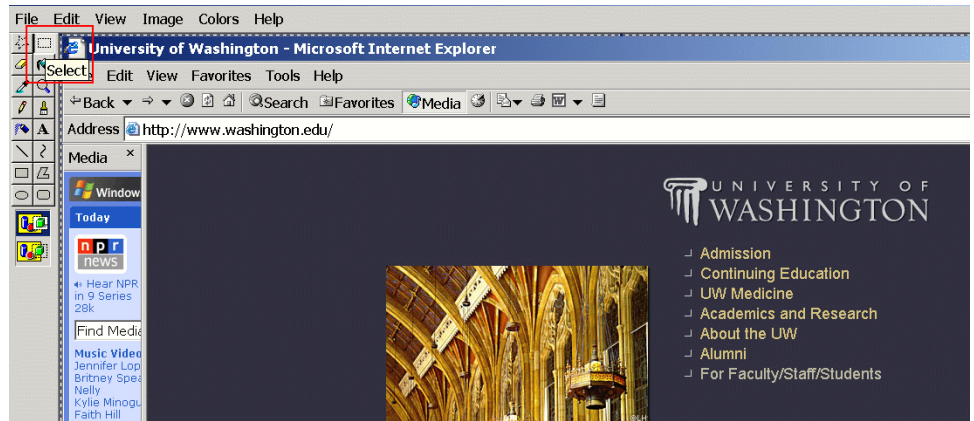 File Edit View Image Colors Help
University of Washington - Microsoft Internet Explorer
Select
Edit View Favorites Tools Help
Back Search Favorites Media
Address http://www.washington.edu/
Media ×
Window
Today
npr
news
Hear NPR
in 9 Series
28k
Find Media
Music Video
Jennifer Lop
Britney Spea
Nelly
Kylie Minogu
Faith Hill
UNIVERSITY OF
WASHINGTON
Admission
Continuing Education
UW Medicine
Academics and Research
About the UW
Alumni
For Faculty/Staff/Students